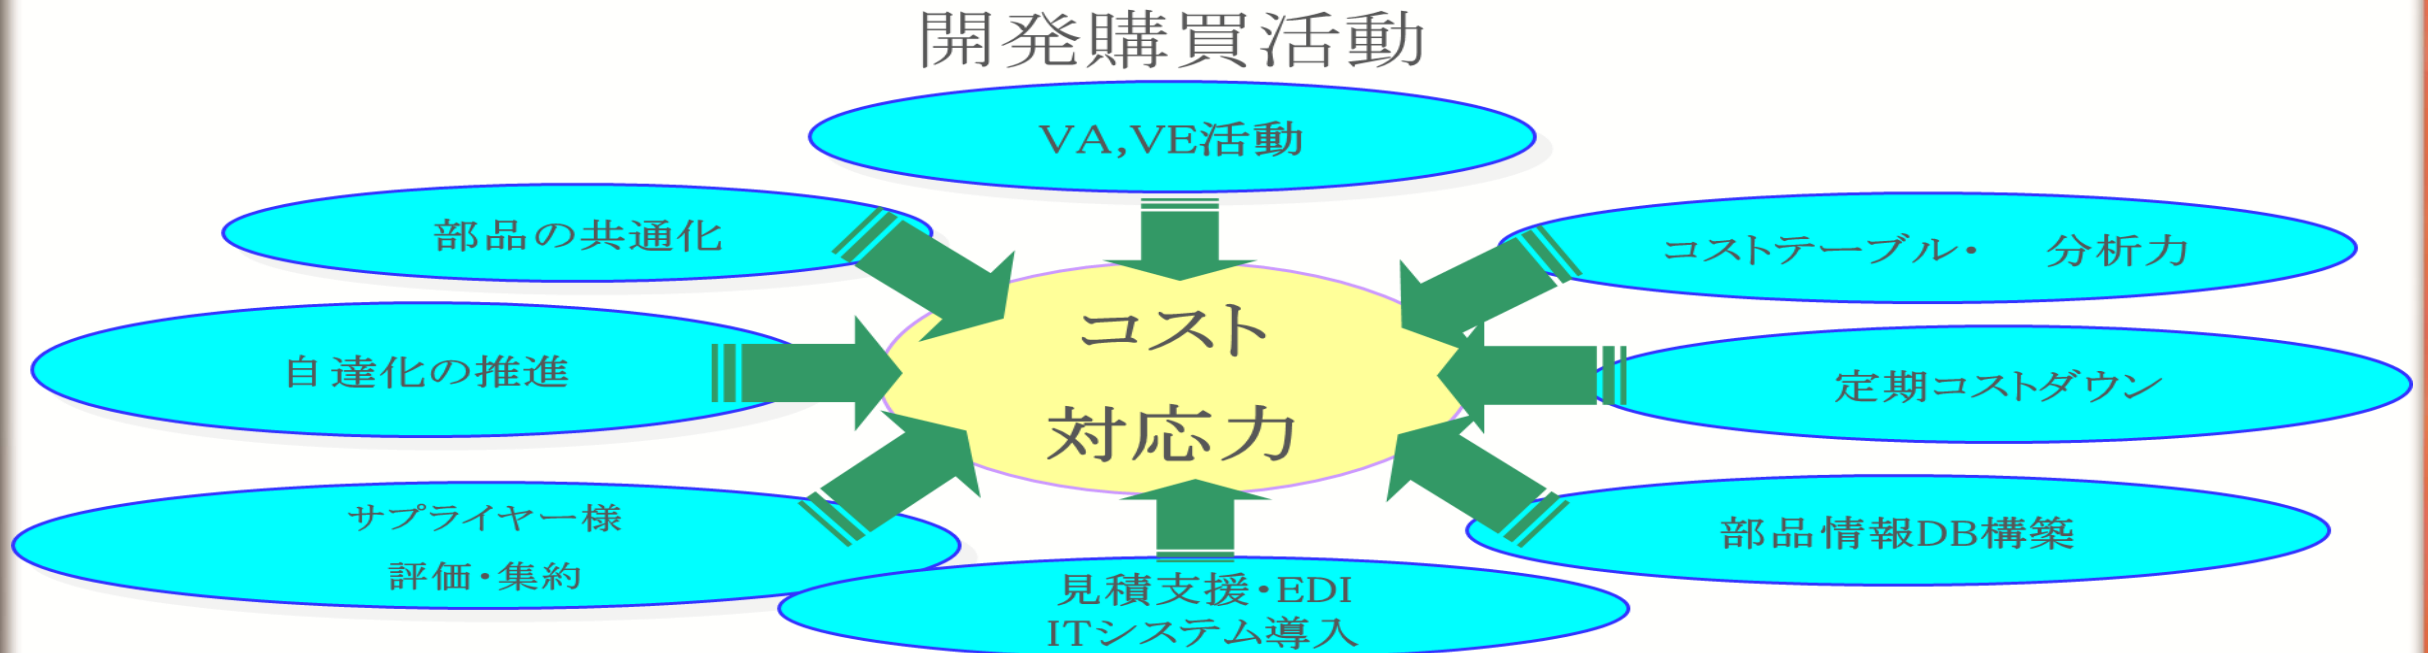 開発購買活動
VA,VE活動
部品の共通化
コストテーブル・　分析力
コスト
対応力
自達化の推進
定期コストダウン
サプライヤー様
評価・集約
部品情報DB構築
見積支援・EDI
ITシステム導入